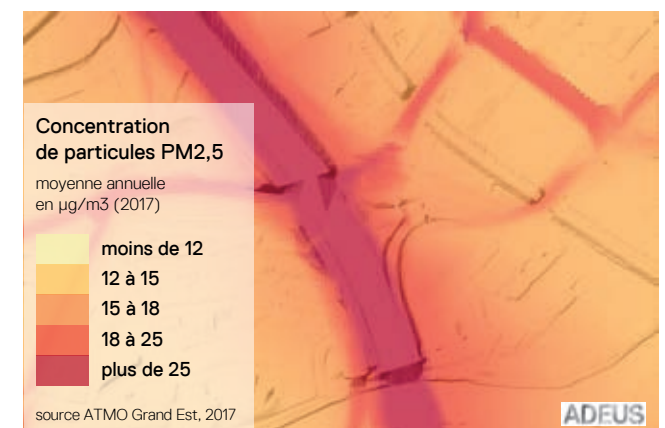 Concentration
de particules PM2,5
moyenne annuelle
en µg/m3 (2017)
moins de 12
12 à 15
15 à 18
18 à 25
plus de 25
source ATMO Grand Est, 2017
ADEUS